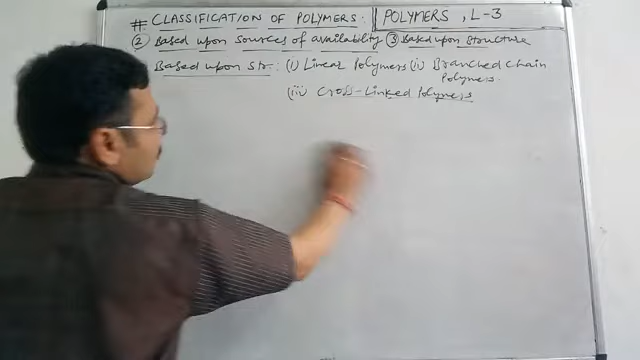 # CLASSIFICATION OF POLYMERS. || POLYMERS, L-3
② Based upon sources of availability ③ Based upon structure
Based upon Str. : (i) Linear Polymers (ii) Branched chain
Polymers.
(iii) Cross-Linked Polymers